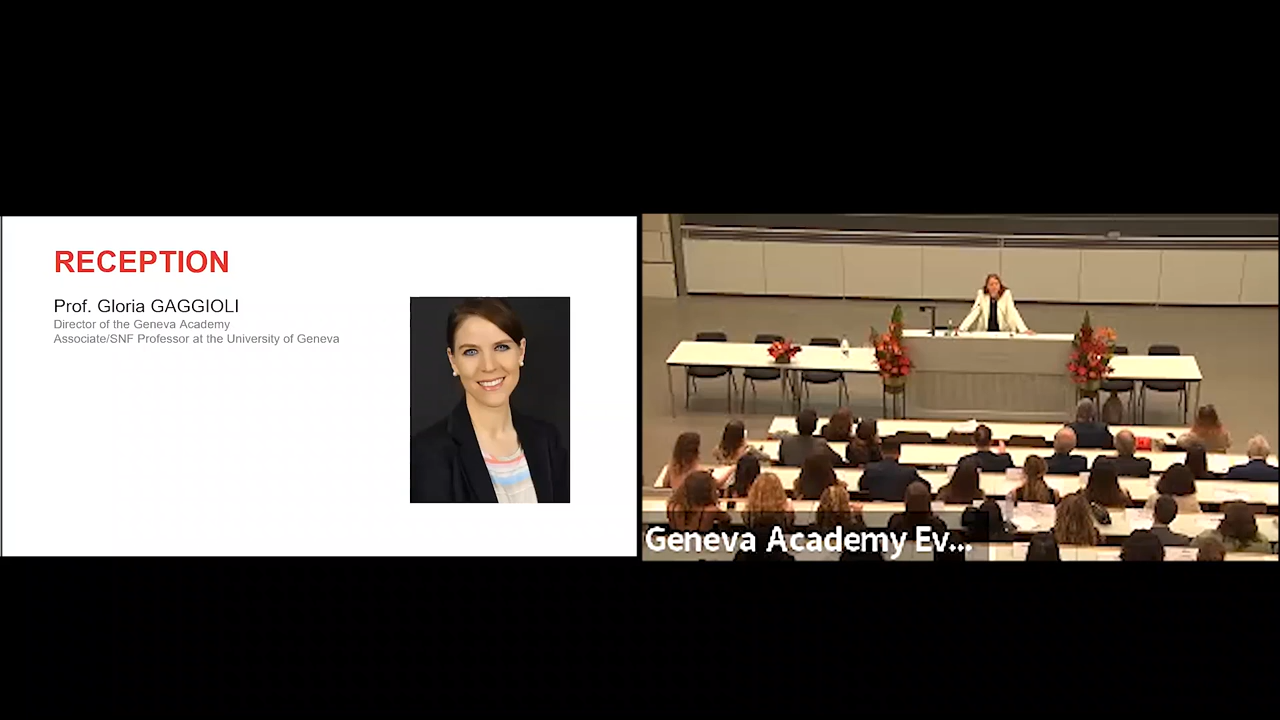 RECEPTION
Prof. Gloria GAGGIOLI
Director of the Geneva Academy
Associate/SNF Professor at the University of Geneva
Geneva Academy Ev...